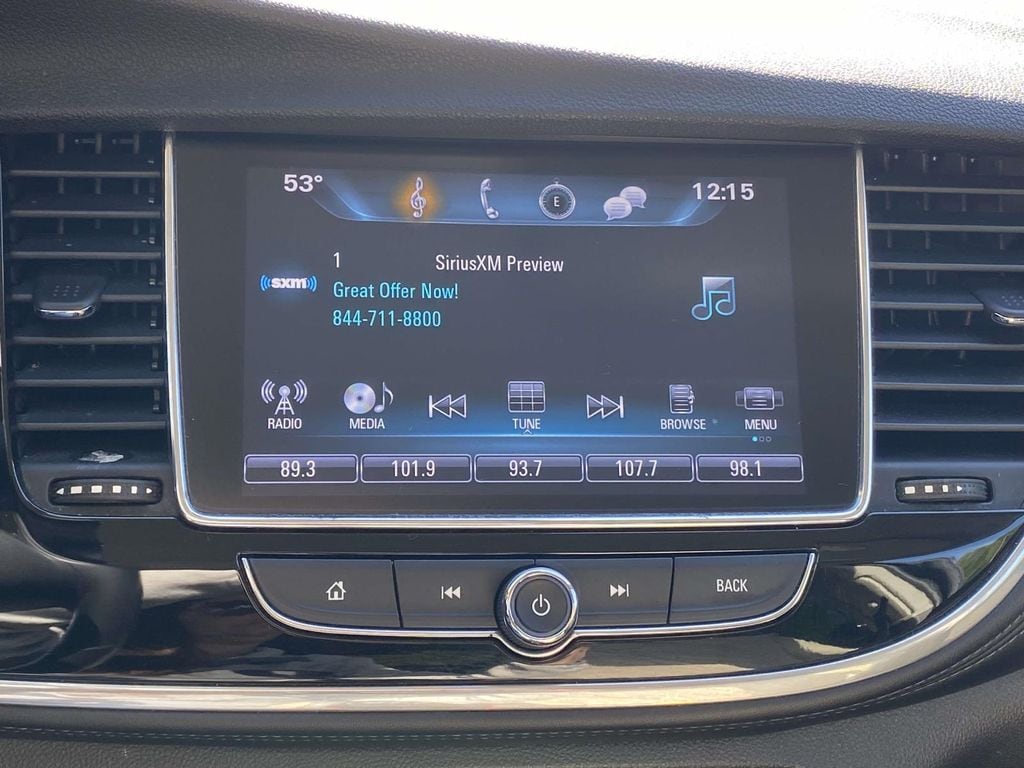 53° E 12:15
1 SiriusXM Preview
((sxm)) Great Offer Now!
844-711-8800
RADIO MEDIA TUNE BROWSE MENU
89.3 101.9 93.7 107.7 98.1
BACK